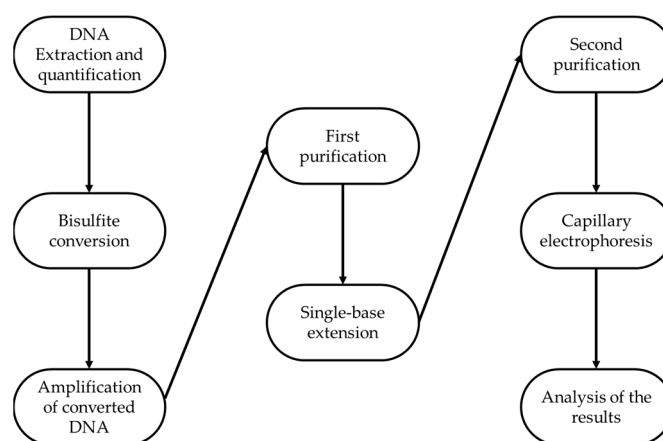 DNA
Extraction and
quantification
Bisulfite
conversion
Amplification
of converted
DNA
First
purification
Single-base
extension
Second
purification
Capillary
electrophoresis
Analysis of the
results